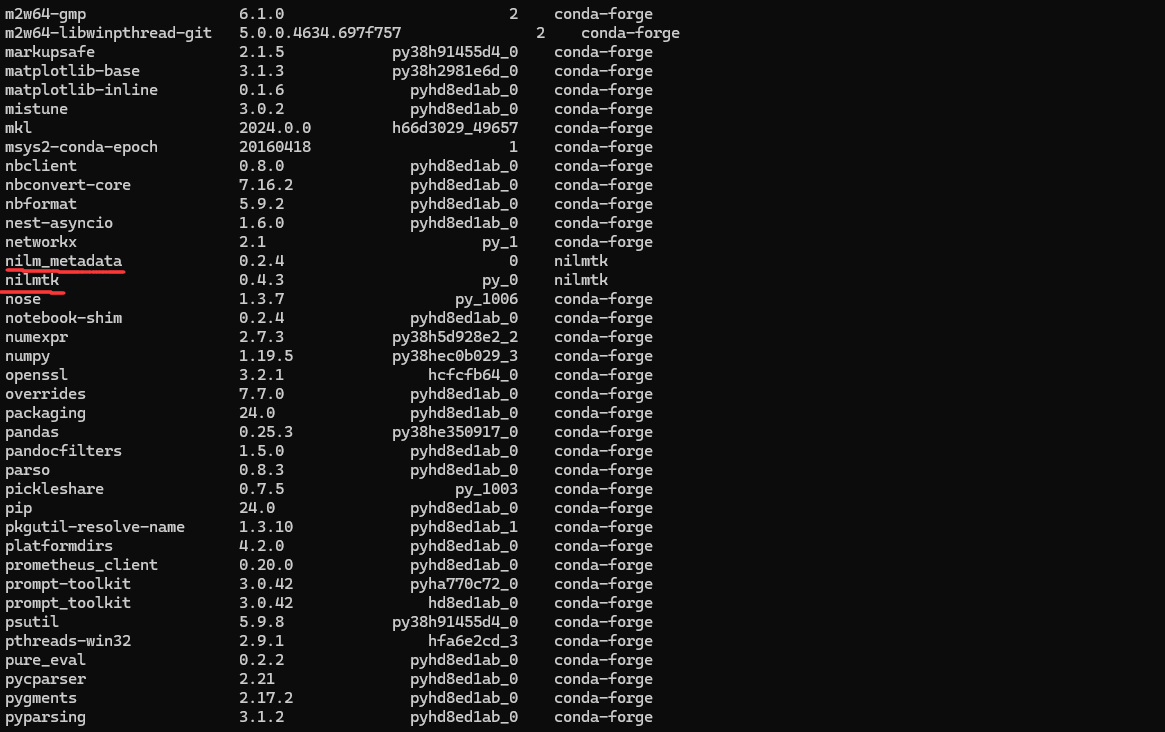 m2w64-gmp 6.1.0 2 conda-forge
m2w64-libwinpthread-git 5.0.0.4634.697f757 2 conda-forge
markupsafe 2.1.5 py38h91455d4_0 conda-forge
matplotlib-base 3.1.3 py38h2981e6d_0 conda-forge
matplotlib-inline 0.1.6 pyhd8ed1ab_0 conda-forge
mistune 3.0.2 pyhd8ed1ab_0 conda-forge
mkl 2024.0.0 h66d3029_49657 conda-forge
msys2-conda-epoch 20160418 1 conda-forge
nbclient 0.8.0 pyhd8ed1ab_0 conda-forge
nbconvert-core 7.16.2 pyhd8ed1ab_0 conda-forge
nbformat 5.9.2 pyhd8ed1ab_0 conda-forge
nest-asyncio 1.6.0 pyhd8ed1ab_0 conda-forge
networkx 2.1 py_1 conda-forge
nilm_metadata 0.2.4 0 nilmtk
nilmtk 0.4.3 py_0 nilmtk
nose 1.3.7 py_1006 conda-forge
notebook-shim 0.2.4 pyhd8ed1ab_0 conda-forge
numexpr 2.7.3 py38h5d928e2_2 conda-forge
numpy 1.19.5 py38hec0b029_3 conda-forge
openssl 3.2.1 hcfcfb64_0 conda-forge
overrides 7.7.0 pyhd8ed1ab_0 conda-forge
packaging 24.0 pyhd8ed1ab_0 conda-forge
pandas 0.25.3 py38he350917_0 conda-forge
pandocfilters 1.5.0 pyhd8ed1ab_0 conda-forge
parso 0.8.3 pyhd8ed1ab_0 conda-forge
pickleshare 0.7.5 py_1003 conda-forge
pip 24.0 pyhd8ed1ab_0 conda-forge
pkgutil-resolve-name 1.3.10 pyhd8ed1ab_1 conda-forge
platformdirs 4.2.0 pyhd8ed1ab_0 conda-forge
prometheus_client 0.20.0 pyhd8ed1ab_0 conda-forge
prompt-toolkit 3.0.42 pyha770c72_0 conda-forge
prompt_toolkit 3.0.42 hd8ed1ab_0 conda-forge
psutil 5.9.8 py38h91455d4_0 conda-forge
pthreads-win32 2.9.1 hfa6e2cd_3 conda-forge
pure_eval 0.2.2 pyhd8ed1ab_0 conda-forge
pycparser 2.21 pyhd8ed1ab_0 conda-forge
pygments 2.17.2 pyhd8ed1ab_0 conda-forge
pyparsing 3.1.2 pyhd8ed1ab_0 conda-forge